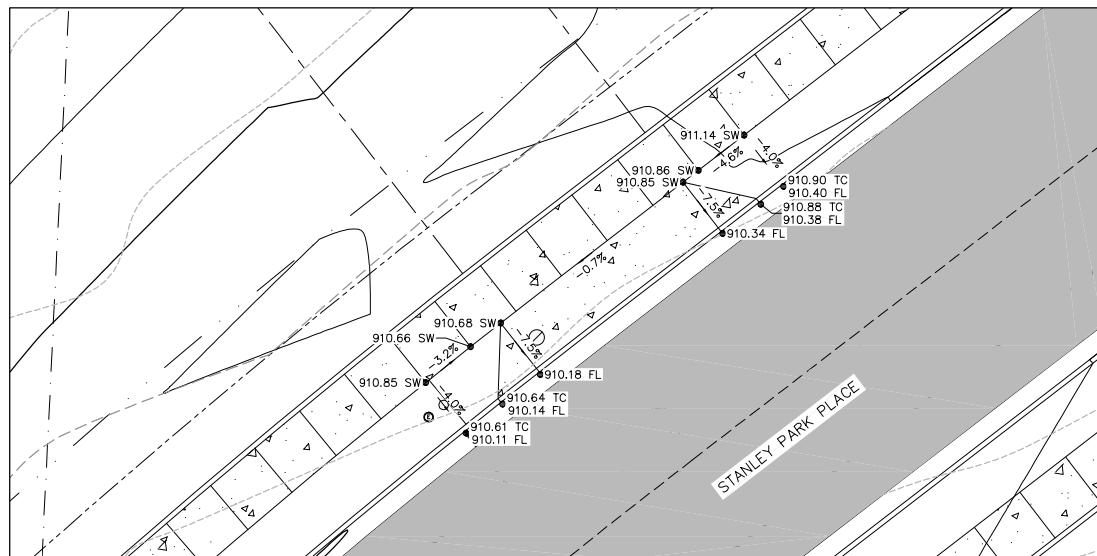 911.14 SW
-4.0%
-4.6%
910.86 SW
910.85 SW
910.90 TC
910.40 FL
-7.5%
910.88 TC
910.38 FL
910.34 FL
-0.7%
910.68 SW
910.66 SW
-7.5%
-3.2%
910.18 FL
910.85 SW
-4.0%
910.64 TC
910.14 FL
910.61 TC
910.11 FL
STANLEY PARK PLACE
E